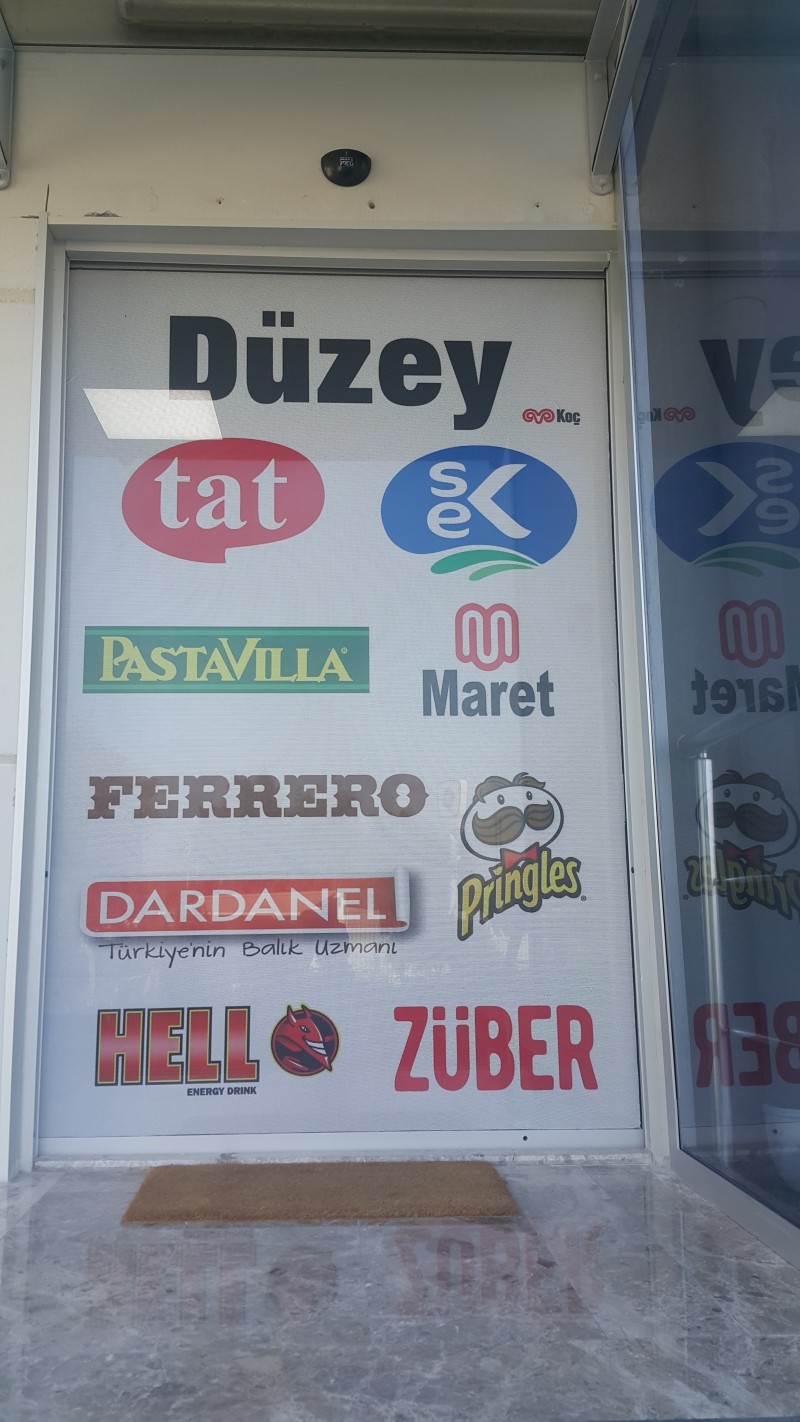 Düzey
Koç
tat
sek
PASTAVILLA
Maret
FERRERO
Pringles
DARDANEL
Türkiye'nin Balık Uzmanı
HELL
ENERGY DRINK
ZÜBER